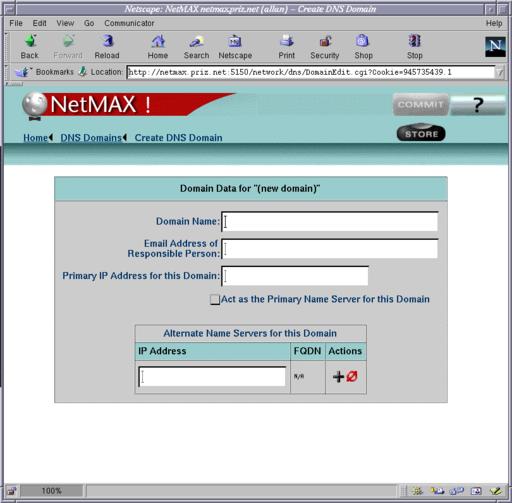 Netscape: NetMAX netmax.priz.net (allan) – Create DNS Domain
File Edit View Go Communicator Help
Back Forward Reload Home Search Netscape Print Security Shop Stop
Bookmarks Location: http://netmax.priz.net:5150/network/dns/DomainEdit.cgi?Cookie=945735439.1
NetMAX !
COMMIT ?
STORE
Home DNS Domains Create DNS Domain
Domain Data for "(new domain)"
Domain Name:
Email Address of
Responsible Person:
Primary IP Address for this Domain:
Act as the Primary Name Server for this Domain
Alternate Name Servers for this Domain
IP Address FQDN Actions
N/A
100%